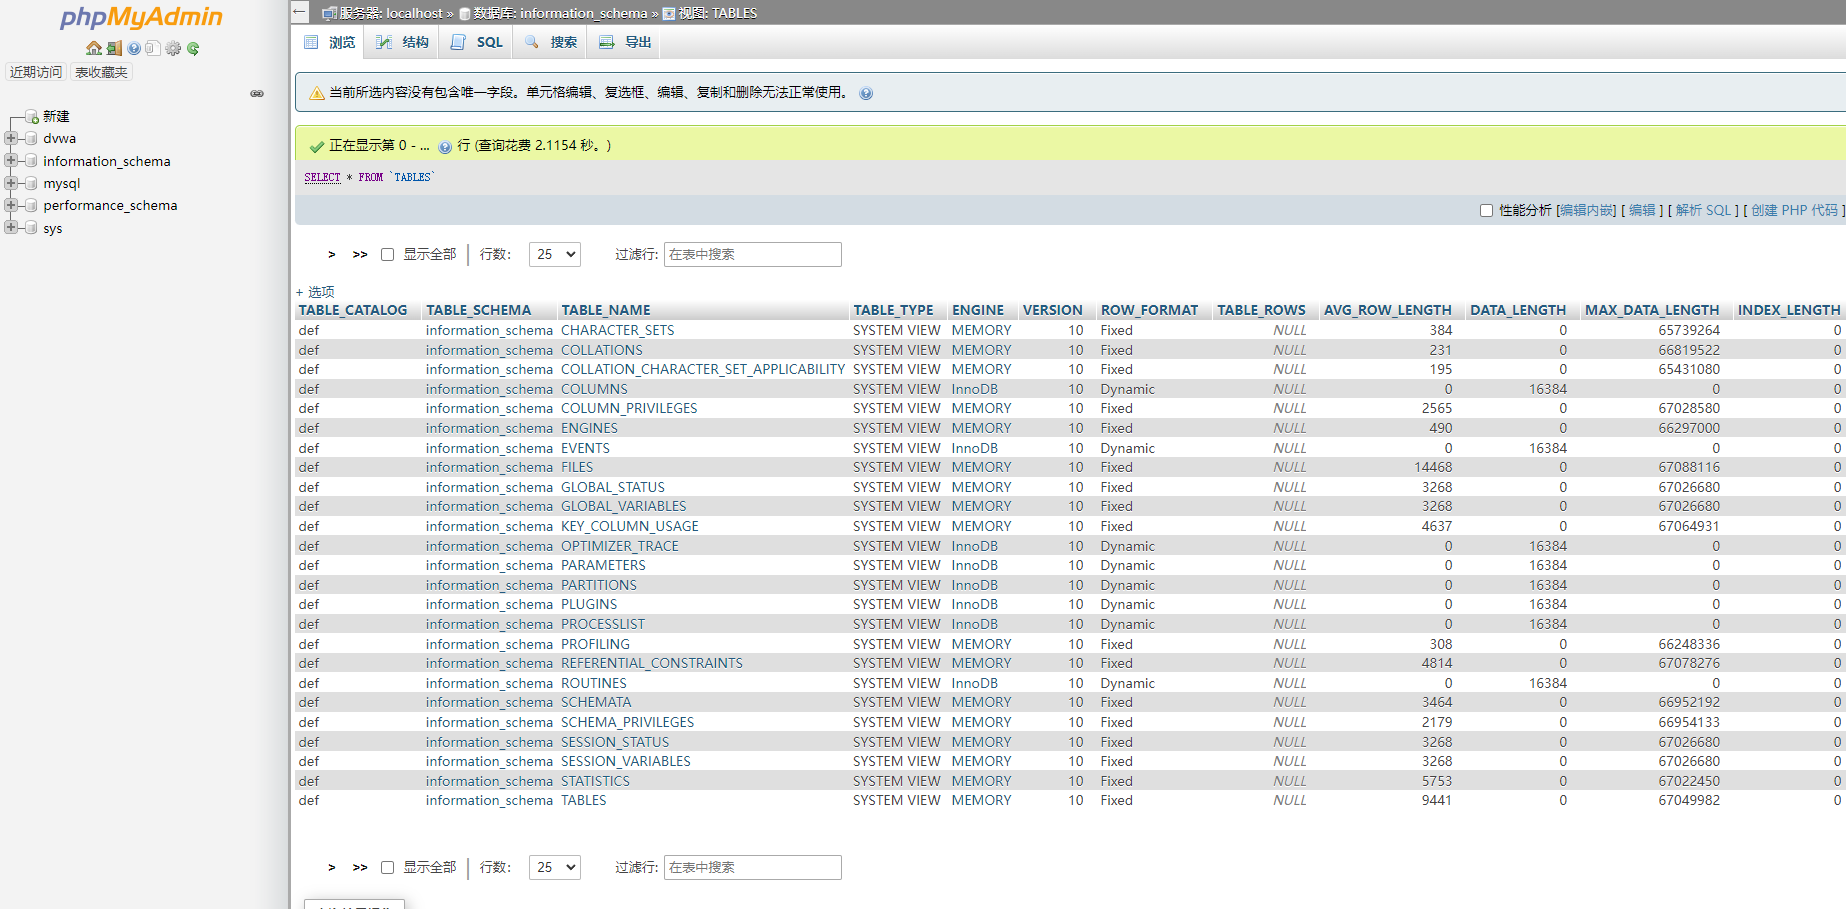 phpMyAdmin
近期访问 表收藏夹
新建
dvwa
information_schema
mysql
performance_schema
sys
服务器: localhost » 数据库: information_schema » 视图: TABLES
浏览 结构 SQL 搜索 导出
当前所选内容没有包含唯一字段。单元格编辑、复选框、编辑、复制和删除无法正常使用。
正在显示第 0 - ... 行 (查询花费 2.1154 秒。)
SELECT * FROM `TABLES`
性能分析 [编辑内嵌] [ 编辑 ] [ 解析 SQL ] [ 创建 PHP 代码 ]
> >> 显示全部 行数: 25 过滤行: 在表中搜索
+ 选项
TABLE_CATALOG TABLE_SCHEMA TABLE_NAME TABLE_TYPE ENGINE VERSION ROW_FORMAT TABLE_ROWS AVG_ROW_LENGTH DATA_LENGTH MAX_DATA_LENGTH INDEX_LENGTH
def information_schema CHARACTER_SETS SYSTEM VIEW MEMORY 10 Fixed NULL 384 0 65739264 0
def information_schema COLLATIONS SYSTEM VIEW MEMORY 10 Fixed NULL 231 0 66819522 0
def information_schema COLLATION_CHARACTER_SET_APPLICABILITY SYSTEM VIEW MEMORY 10 Fixed NULL 195 0 65431080 0
def information_schema COLUMNS SYSTEM VIEW InnoDB 10 Dynamic NULL 0 16384 0 0
def information_schema COLUMN_PRIVILEGES SYSTEM VIEW MEMORY 10 Fixed NULL 2565 0 67028580 0
def information_schema ENGINES SYSTEM VIEW MEMORY 10 Fixed NULL 490 0 66297000 0
def information_schema EVENTS SYSTEM VIEW InnoDB 10 Dynamic NULL 0 16384 0 0
def information_schema FILES SYSTEM VIEW MEMORY 10 Fixed NULL 14468 0 67088116 0
def information_schema GLOBAL_STATUS SYSTEM VIEW MEMORY 10 Fixed NULL 3268 0 67026680 0
def information_schema GLOBAL_VARIABLES SYSTEM VIEW MEMORY 10 Fixed NULL 3268 0 67026680 0
def information_schema KEY_COLUMN_USAGE SYSTEM VIEW MEMORY 10 Fixed NULL 4637 0 67064931 0
def information_schema OPTIMIZER_TRACE SYSTEM VIEW InnoDB 10 Dynamic NULL 0 16384 0 0
def information_schema PARAMETERS SYSTEM VIEW InnoDB 10 Dynamic NULL 0 16384 0 0
def information_schema PARTITIONS SYSTEM VIEW InnoDB 10 Dynamic NULL 0 16384 0 0
def information_schema PLUGINS SYSTEM VIEW InnoDB 10 Dynamic NULL 0 16384 0 0
def information_schema PROCESSLIST SYSTEM VIEW InnoDB 10 Dynamic NULL 0 16384 0 0
def information_schema PROFILING SYSTEM VIEW MEMORY 10 Fixed NULL 308 0 66248336 0
def information_schema REFERENTIAL_CONSTRAINTS SYSTEM VIEW MEMORY 10 Fixed NULL 4814 0 67078276 0
def information_schema ROUTINES SYSTEM VIEW InnoDB 10 Dynamic NULL 0 16384 0 0
def information_schema SCHEMATA SYSTEM VIEW MEMORY 10 Fixed NULL 3464 0 66952192 0
def information_schema SCHEMA_PRIVILEGES SYSTEM VIEW MEMORY 10 Fixed NULL 2179 0 66954133 0
def information_schema SESSION_STATUS SYSTEM VIEW MEMORY 10 Fixed NULL 3268 0 67026680 0
def information_schema SESSION_VARIABLES SYSTEM VIEW MEMORY 10 Fixed NULL 3268 0 67026680 0
def information_schema STATISTICS SYSTEM VIEW MEMORY 10 Fixed NULL 5753 0 67022450 0
def information_schema TABLES SYSTEM VIEW MEMORY 10 Fixed NULL 9441 0 67049982 0
> >> 显示全部 行数: 25 过滤行: 在表中搜索